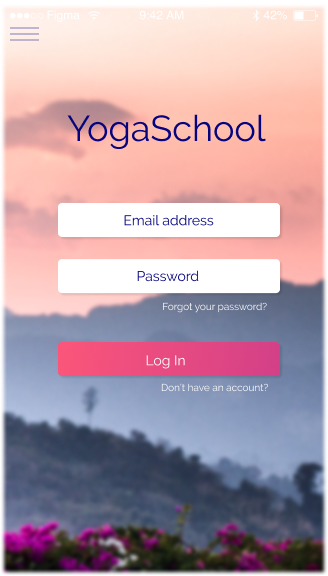 Figma 9:42 AM 42%
YogaSchool
Email address
Password
Forgot your password?
Log In
Don't have an account?